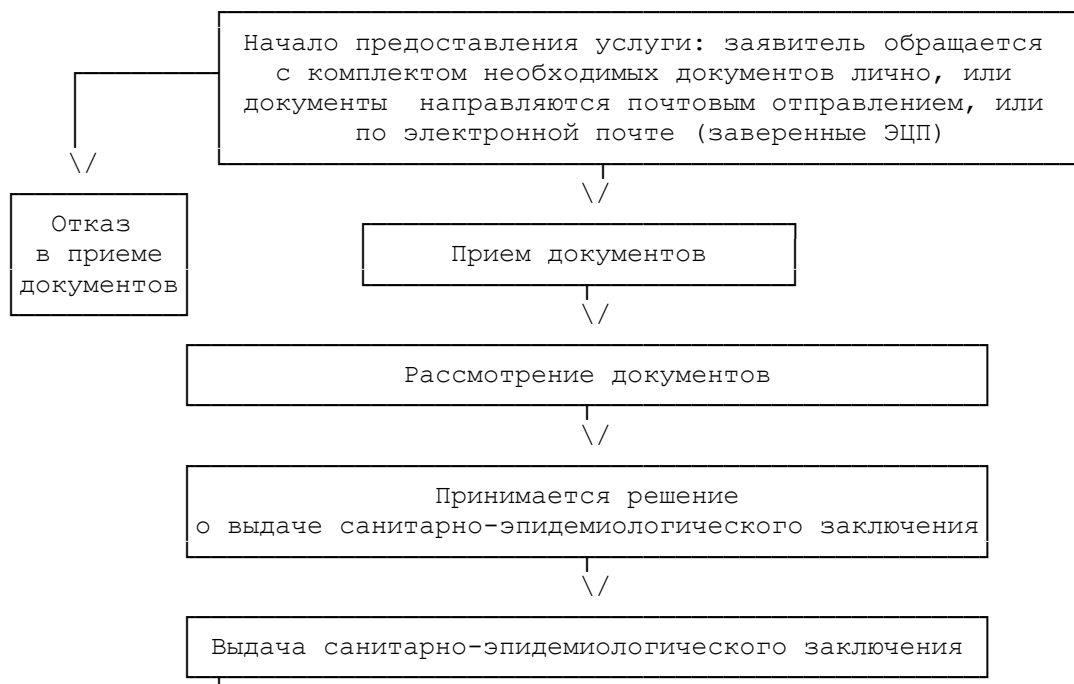 Начало предоставления услуги: заявитель обращается
с комплектом необходимых документов лично, или
документы направляются почтовым отправлением, или
по электронной почте (заверенные ЭЦП)
Отказ
в приеме
документов
Прием документов
Рассмотрение документов
Принимается решение
о выдаче санитарно-эпидемиологического заключения
Выдача санитарно-эпидемиологического заключения